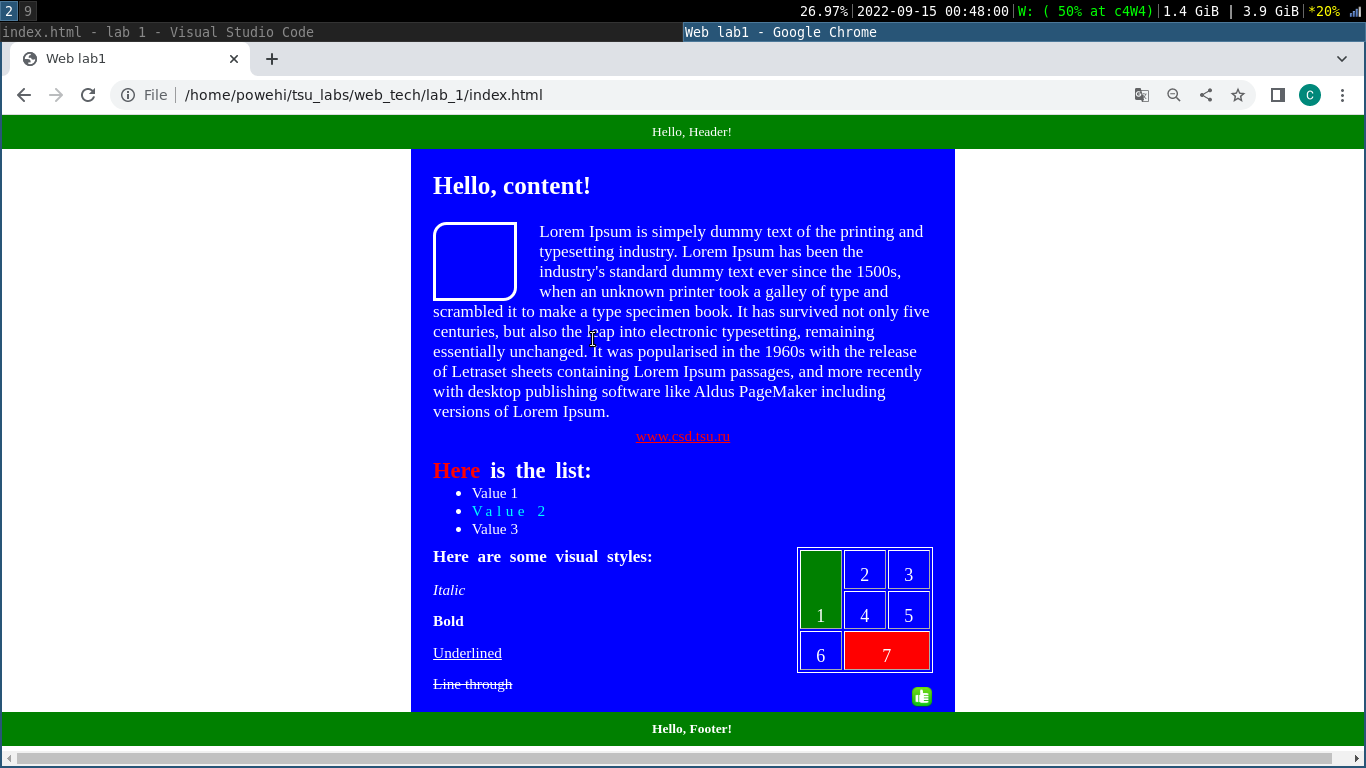 2 9 26.97% 2022-09-15 00:48:00 W: ( 50% at c4W4) 1.4 GiB | 3.9 GiB *20%
index.html - lab 1 - Visual Studio Code Web lab1 - Google Chrome
Web lab1
File /home/powehi/tsu_labs/web_tech/lab_1/index.html C
Hello, Header!
Hello, content!
Lorem Ipsum is simpely dummy text of the printing and
typesetting industry. Lorem Ipsum has been the
industry's standard dummy text ever since the 1500s,
when an unknown printer took a galley of type and
scrambled it to make a type specimen book. It has survived not only five
centuries, but also the leap into electronic typesetting, remaining
essentially unchanged. It was popularised in the 1960s with the release
of Letraset sheets containing Lorem Ipsum passages, and more recently
with desktop publishing software like Aldus PageMaker including
versions of Lorem Ipsum.
www.csd.tsu.ru
Here is the list:
Value 1
Value 2
Value 3
Here are some visual styles:
Italic
Bold
Underlined
Line through
2 3
1 4 5
6 7
Hello, Footer!